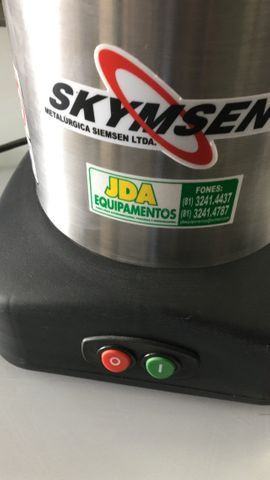 SKYMSEN
METALÚRGICA SIEMSEN LTDA.
JDA
EQUIPAMENTOS
FONES:
(81) 3241.4437
(81) 3241.4787
O
I